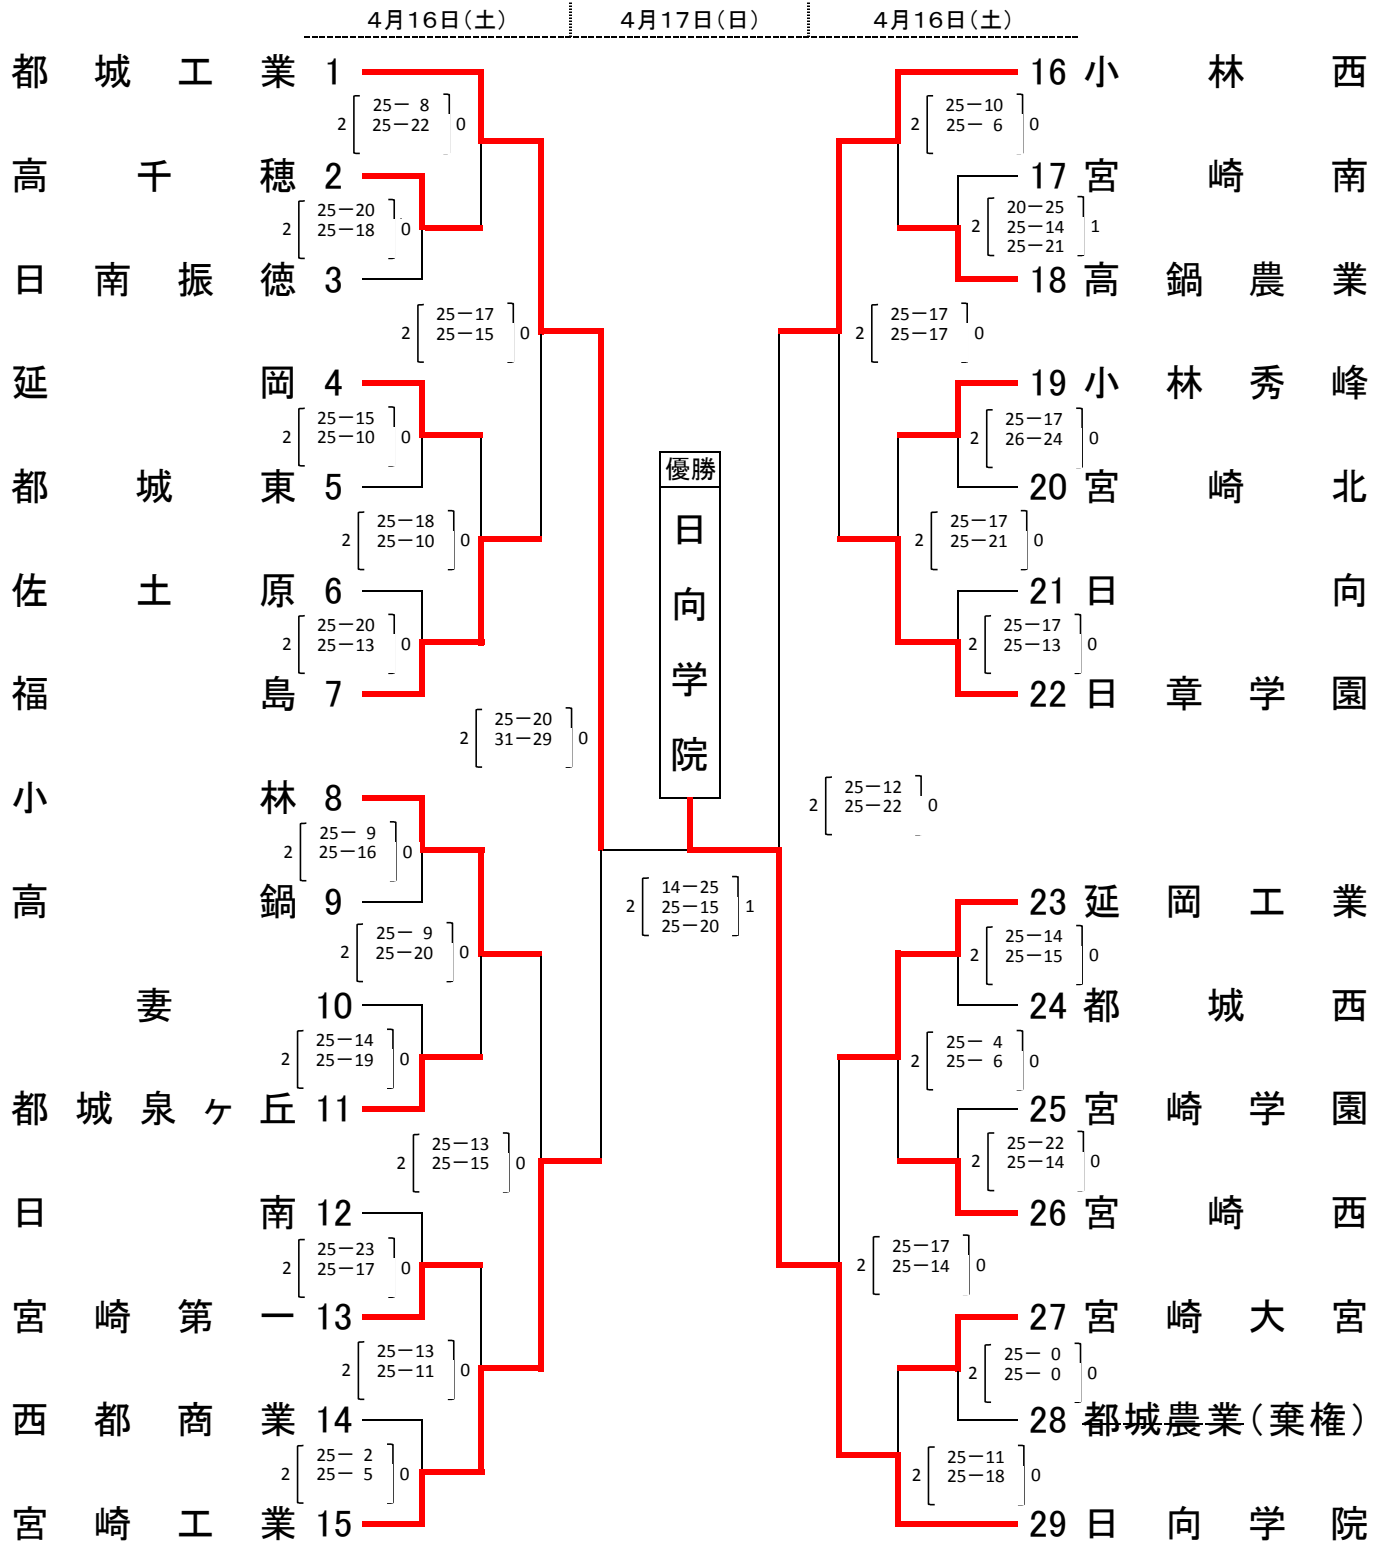 4月16日(土) 4月17日(日) 4月16日(土)
都城工業 1
2 25－ 8 0
25－22
高千穂 2
2 25－20 0
25－18
日南振徳 3
2 25－17 0
25－15
延岡 4
2 25－15 0
25－10
都城東 5
2 25－18 0
25－10
佐土原 6
2 25－20 0
25－13
福島 7
2 25－20 0
31－29
小林 8
2 25－ 9 0
25－16
高鍋 9
2 25－ 9 0
25－20
妻 10
2 25－14 0
25－19
都城泉ヶ丘 11
2 25－13 0
25－15
日南 12
2 25－23 0
25－17
宮崎第一 13
2 25－13 0
25－11
西都商業 14
2 25－ 2 0
25－ 5
宮崎工業 15
優勝
日向学院
2 14－25 1
25－15
25－20
16 小林西
2 25－10 0
25－ 6
17 宮崎南
2 20－25 1
25－14
25－21
18 高鍋農業
2 25－17 0
25－17
19 小林秀峰
2 25－17 0
26－24
20 宮崎北
2 25－17 0
25－21
21 日向
2 25－17 0
25－13
22 日章学園
2 25－12 0
25－22
23 延岡工業
2 25－14 0
25－15
24 都城西
2 25－ 4 0
25－ 6
25 宮崎学園
2 25－22 0
25－14
26 宮崎西
2 25－17 0
25－14
27 宮崎大宮
2 25－ 0 0
25－ 0
28 都城農業(棄権)
2 25－11 0
25－18
29 日向学院